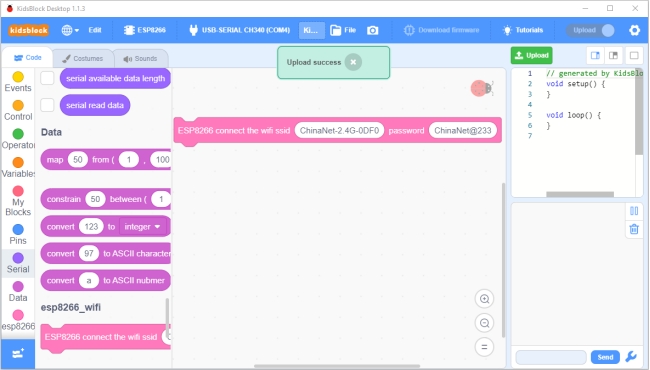 KidsBlock Desktop 1.1.3
kidsblock Edit ESP8266 USB-SERIAL CH340 (COM4) Ki... File Download firmware Tutorials Upload
Code Costumes Sounds
Upload success
Upload
Events
Control
Operator
Variables
My Blocks
Pins
Serial
Data
esp8266
serial available data length
serial read data
Data
map 50 from ( 1 , 100
constrain 50 between ( 1
convert 123 to integer
convert 97 to ASCII character
convert a to ASCII nubmer
esp8266_wifi
ESP8266 connect the wifi ssid
ESP8266 connect the wifi ssid ChinaNet-2.4G-0DF0 password ChinaNet@233
1 // generated by KidsBlo
2 void setup() {
3 }
4
5 void loop() {
6 }
7
Send